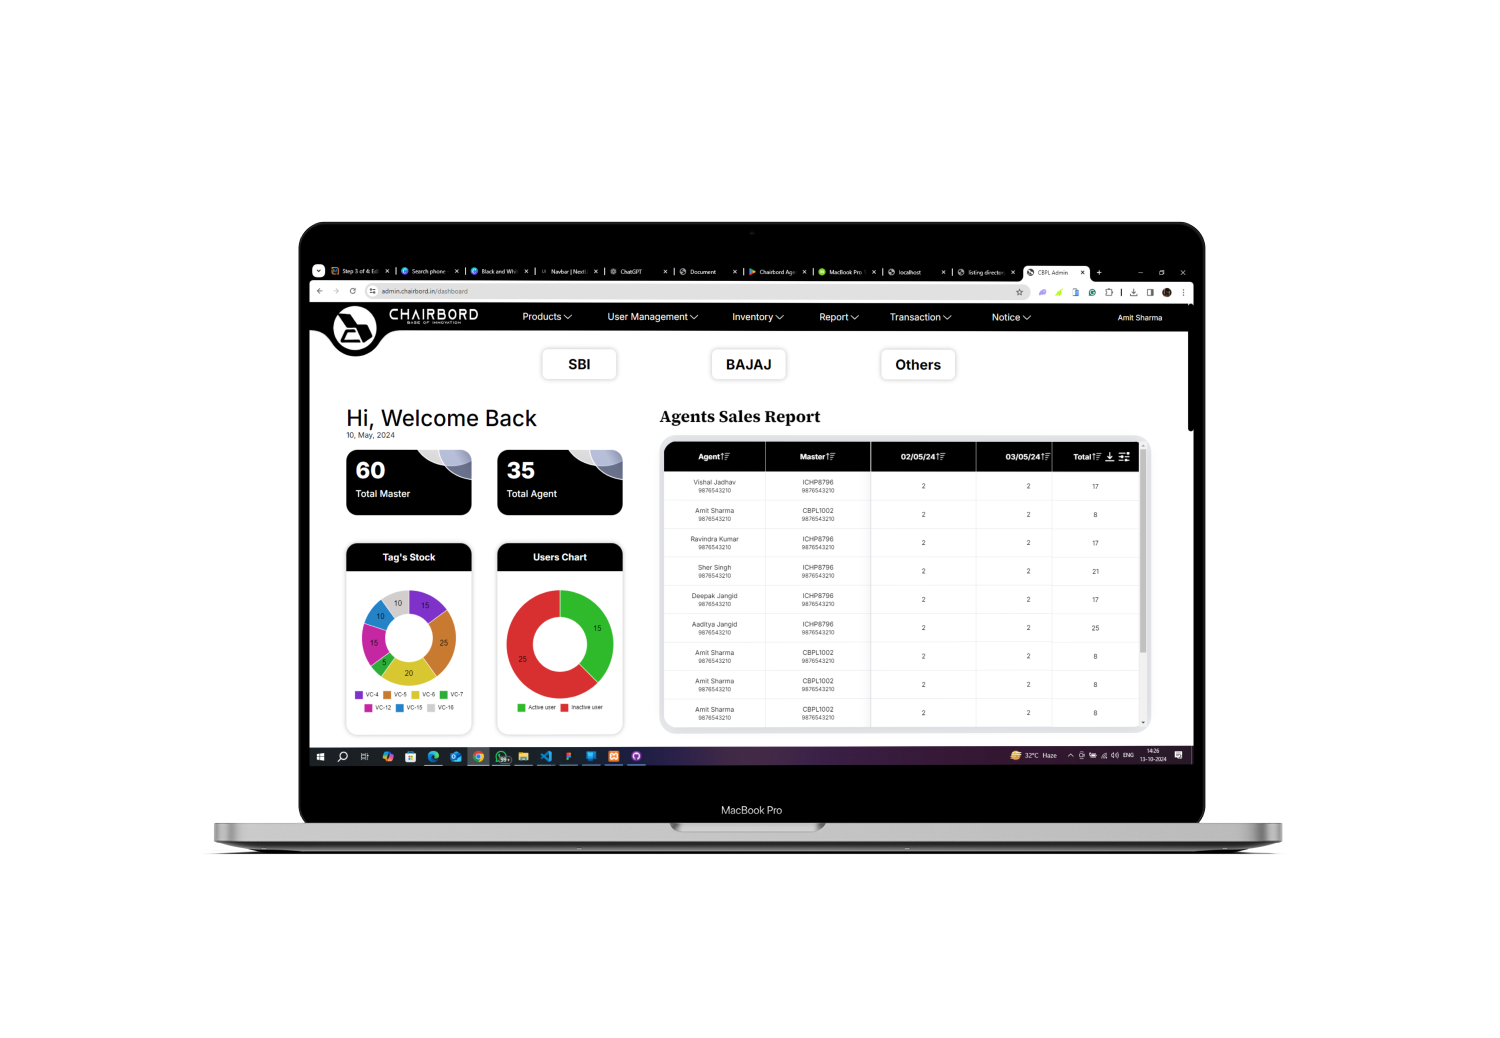 Step 3 of 4: Edi
Search phone
Black and Whi
Navbar | NextU
ChatGPT
Document
Chairbord Age
MacBook Pro
localhost
listing director
CBPL Admin
admin.chairbord.in/dashboard
CHAIRBORD
BASE OF INNOVATION
Products
User Management
Inventory
Report
Transaction
Notice
Amit Sharma
SBI
BAJAJ
Others
Hi, Welcome Back
10, May, 2024
60
Total Master
35
Total Agent
Tag's Stock
10
15
10
25
15
5
20
VC-4 VC-5 VC-6 VC-7
VC-12 VC-15 VC-16
Users Chart
15
25
Active user Inactive user
Agents Sales Report
Agent Master 02/05/24 03/05/24 Total
Vishal Jadhav ICHP8796 2 2 17
9876543210 9876543210
Amit Sharma CBPL1002 2 2 8
9876543210 9876543210
Ravindra Kumar ICHP8796 2 2 17
9876543210 9876543210
Sher Singh ICHP8796 2 2 21
9876543210 9876543210
Deepak Jangid ICHP8796 2 2 17
9876543210 9876543210
Aaditya Jangid ICHP8796 2 2 25
9876543210 9876543210
Amit Sharma CBPL1002 2 2 8
9876543210 9876543210
Amit Sharma CBPL1002 2 2 8
9876543210 9876543210
Amit Sharma CBPL1002 2 2 8
9876543210 9876543210
99+
32°C Haze
ENG
14:26
13-10-2024
MacBook Pro